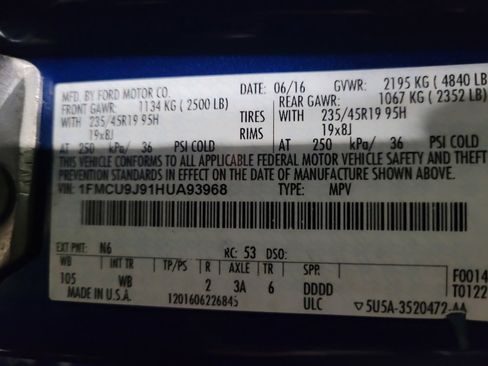 MFD. BY FORD MOTOR CO. DATE: 06/16 GVWR: 2195 KG ( 4840 LB)
FRONT GAWR: 1134 KG ( 2500 LB) REAR GAWR: 1067 KG ( 2352 LB)
WITH 235/45R19 95H TIRES WITH 235/45R19 95H
19x8J RIMS 19x8J
AT 250 kPa/ 36 PSI COLD AT 250 kPa/ 36 PSI COLD
THIS VEHICLE CONFORMS TO ALL APPLICABLE FEDERAL MOTOR VEHICLE SAFETY AND THEFT
PREVENTION STANDARDS IN EFFECT ON THE DATE OF MANUFACTURE SHOWN ABOVE.
VIN: 1FMCU9J91HUA93968 TYPE: MPV
EXT PNT: N6 RC: 53 DSO:
WB INT TR TP/PS R AXLE TR SPR F0014
105 2 3A 6 DDDD T0122
MADE IN U.S.A. 1201606226845 ULC ▽5U5A-3520472-AA